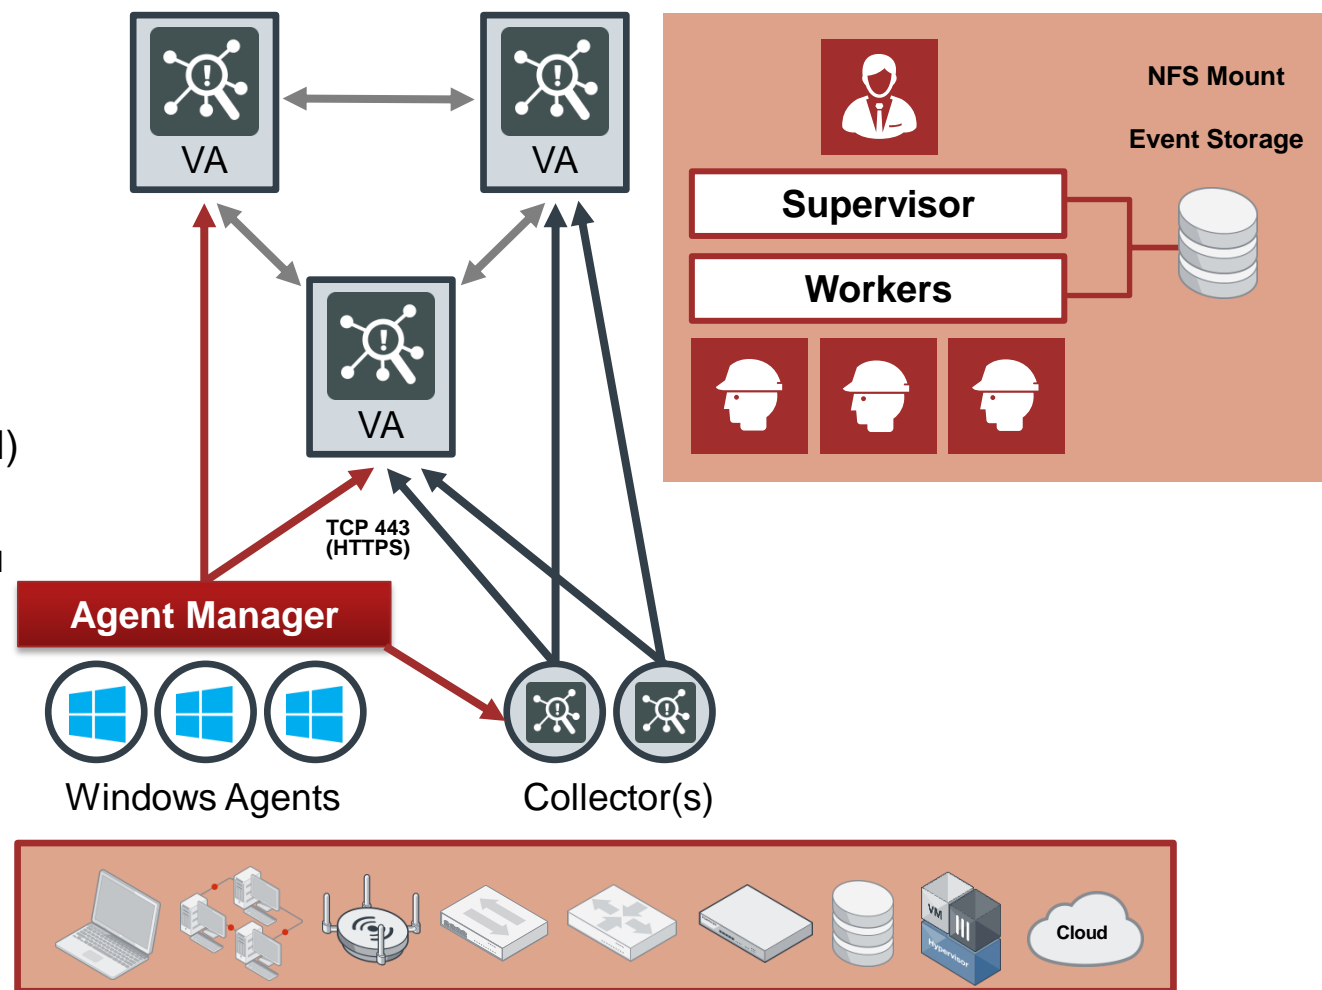 VA
VA
NFS Mount
Event Storage
Supervisor
Workers
VA
)
TCP 443
(HTTPS)
Agent Manager
Windows Agents
Collector(s)
VM
Hypervisor
Cloud